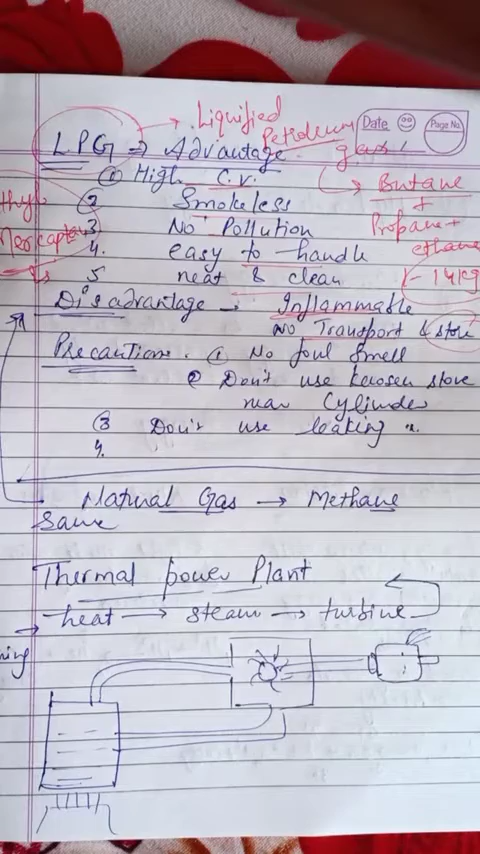 Liquified
Petroleum
gas
Date
Page No.
LPG → Advantage
① High C.V.
② Smokeless
3 No Pollution
4. easy to handle
5 neat & clean
Butane
+
Propane +
ethane
14 kg
Mercaptan
Disadvantage → Inflammable
No Transport & store
Precaution. ① No foul Smell
② Don't use kerosen stove
near Cylinder
③ Don't use leaking
4.
Natural Gas → Methane
Same
Thermal power Plant
→ heat → steam → turbine